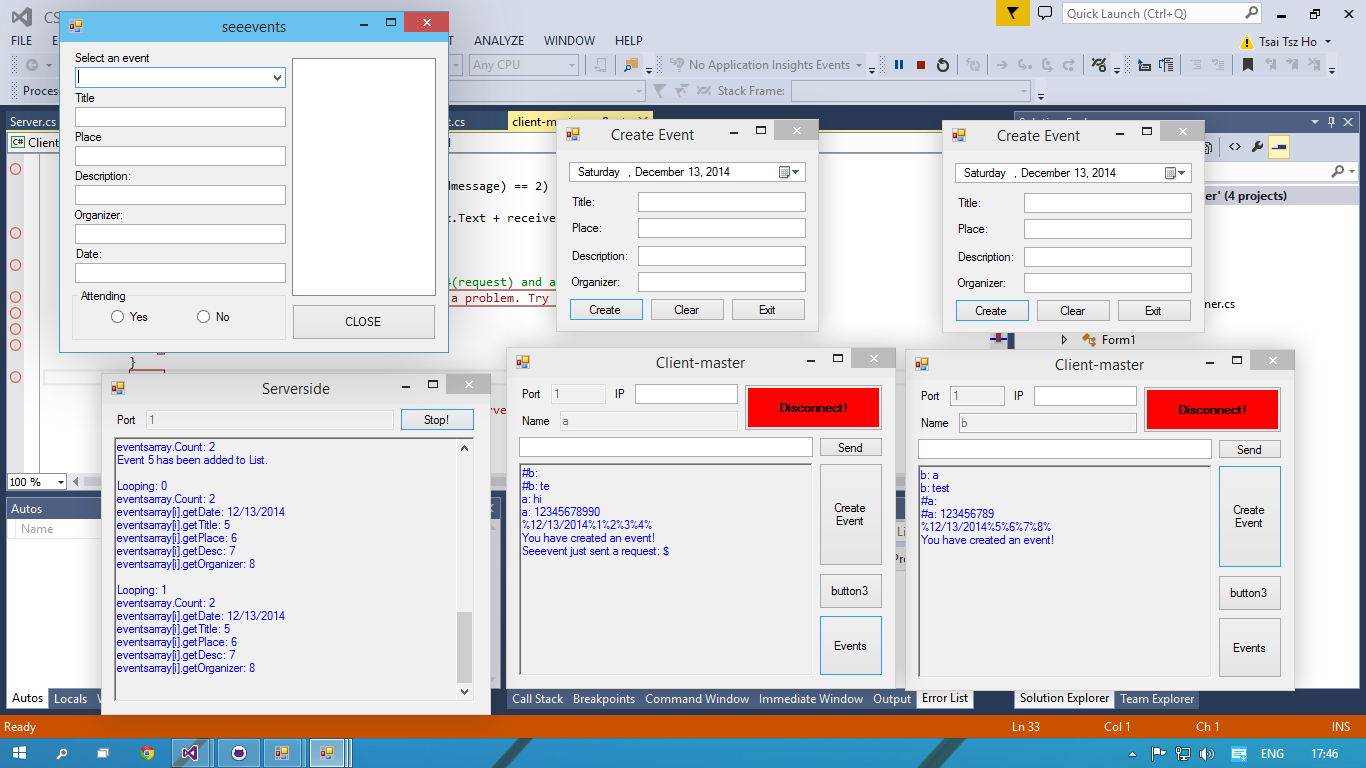 CS
Quick Launch (Ctrl+Q)
FILE
ANALYZE WINDOW HELP
Tsai Tsz Ho
Any CPU
No Application Insights Events
Stack Frame:
Server.cs
client-master
C# Client
message) == 2)
x.Text + receive
(request) and a
a problem. Try
}
100 %
seeevents
Select an event
Title
Place
Description:
Organizer:
Date:
Attending
Yes No
CLOSE
Create Event
Saturday , December 13, 2014
Title:
Place:
Description:
Organizer:
Create Clear Exit
Create Event
Saturday , December 13, 2014
Title:
Place:
Description:
Organizer:
Create Clear Exit
er' (4 projects)
ner.cs
Form1
Serverside
Port 1 Stop!
eventsarray.Count: 2
Event 5 has been added to List.
Looping: 0
eventsarray.Count: 2
eventsarray[i].getDate: 12/13/2014
eventsarray[i].getTitle: 5
eventsarray[i].getPlace: 6
eventsarray[i].getDesc: 7
eventsarray[i].getOrganizer: 8
Looping: 1
eventsarray.Count: 2
eventsarray[i].getDate: 12/13/2014
eventsarray[i].getTitle: 5
eventsarray[i].getPlace: 6
eventsarray[i].getDesc: 7
eventsarray[i].getOrganizer: 8
Client-master
Port 1 IP
Disconnect!
Name a
Send
#b:
#b: te
a: hi
a: 12345678990
%12/13/2014%1%2%3%4%
You have created an event!
Seeevent just sent a request: $
Create Event
button3
Events
Client-master
Port 1 IP
Disconnect!
Name b
Send
b: a
b: test
#a:
#a: 123456789
%12/13/2014%5%6%7%8%
You have created an event!
Create Event
button3
Events
Autos
Name
Autos Locals
Call Stack Breakpoints Command Window Immediate Window Output Error List
Solution Explorer Team Explorer
Ready
Ln 33 Col 1 Ch 1 INS
ENG 17:46